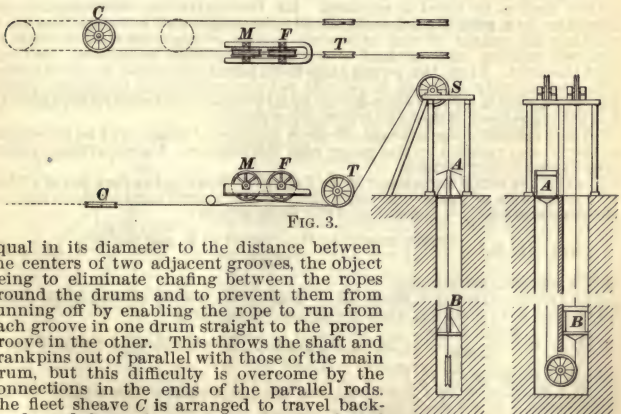 C
M F T
S
A
A
M F T
C
FIG. 3.
B
B
qual in its diameter to the distance between
he centers of two adjacent grooves, the object
eing to eliminate chafing between the ropes
round the drums and to prevent them from
unning off by enabling the rope to run from
ach groove in one drum straight to the proper
roove in the other. This throws the shaft and
rankpins out of parallel with those of the main
rum, but this difficulty is overcome by the
onnections in the ends of the parallel rods.
he fleet sheave C is arranged to travel back-